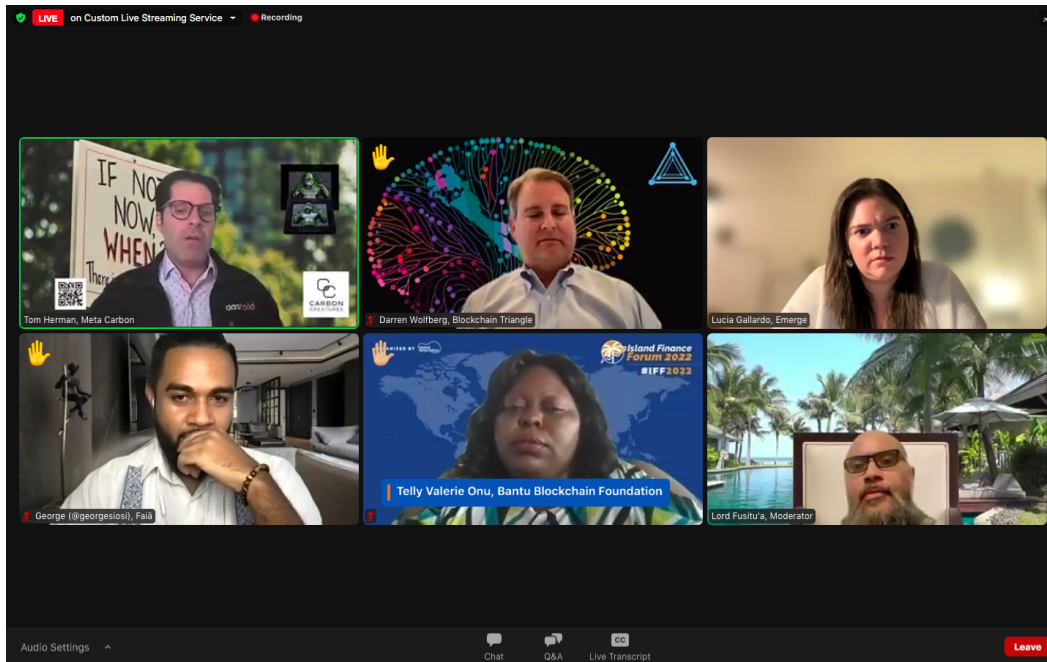 LIVE on Custom Live Streaming Service
Recording
IF NOT
NOW,
WHEN?
CC
CARBON
CREATURES
Tom Herman, Meta Carbon
Darren Wolfberg, Blockchain Triangle
Lucia Gallardo, Emerge
George (@georgesiosi), Faiā
Island Finance
Forum 2022
#IFF2022
Telly Valerie Onu, Bantu Blockchain Foundation
Lord Fusitu'a, Moderator
Audio Settings
Chat
Q&A
CC
Live Transcript
Leave